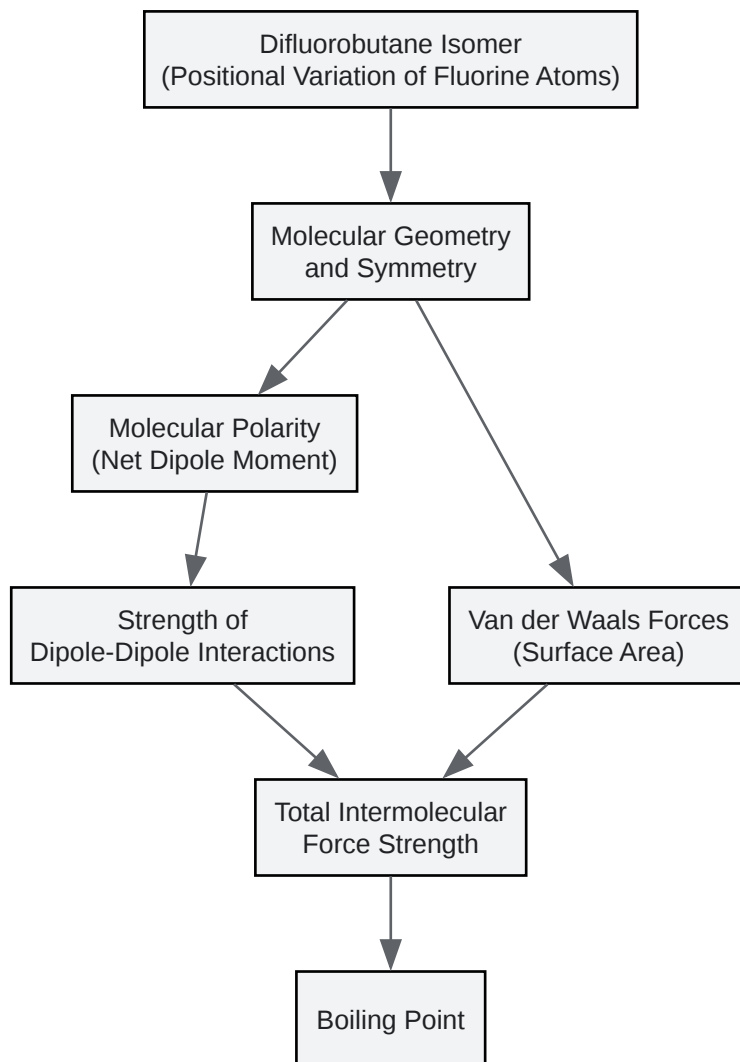 Difluorobutane Isomer
(Positional Variation of Fluorine Atoms)
Molecular Geometry
and Symmetry
Molecular Polarity
(Net Dipole Moment)
Strength of
Dipole-Dipole Interactions
Van der Waals Forces
(Surface Area)
Total Intermolecular
Force Strength
Boiling Point